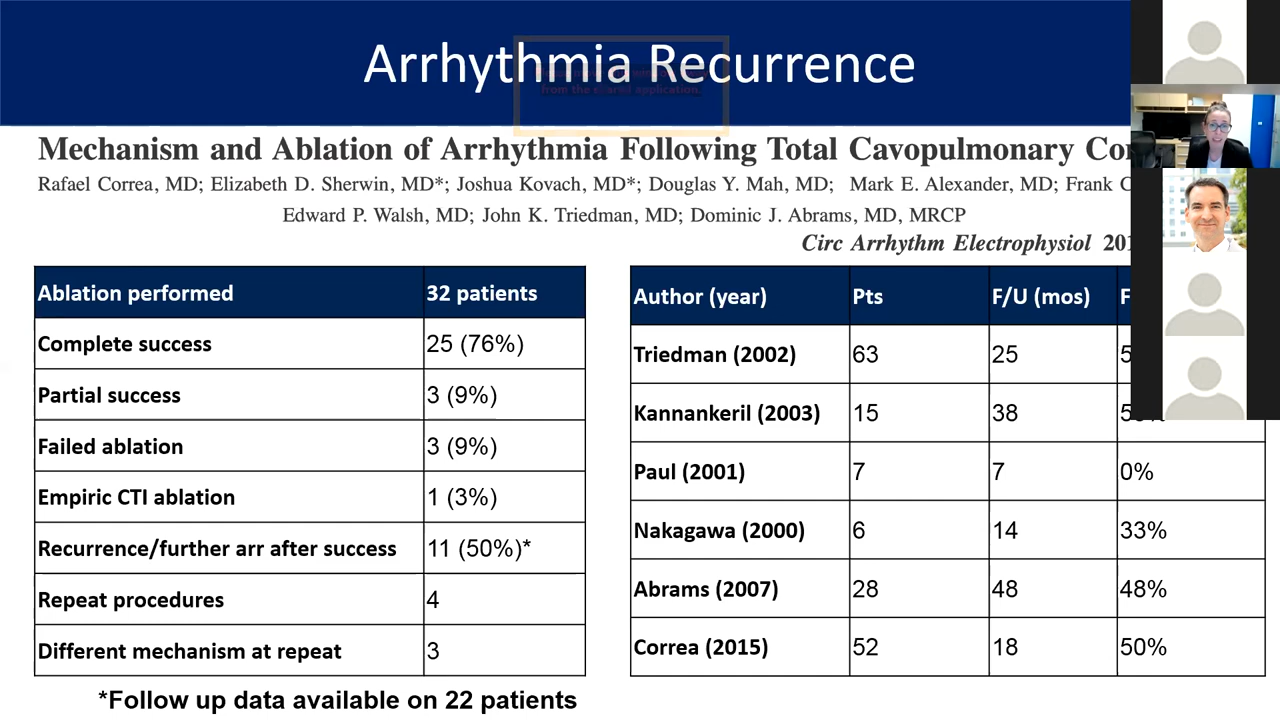 Arrhythmia Recurrence
from the shared application.
Mechanism and Ablation of Arrhythmia Following Total Cavopulmonary
Rafael Correa, MD; Elizabeth D. Sherwin, MD*; Joshua Kovach, MD*; Douglas Y. Mah, MD; Mark E. Alexander, MD; Frank
Edward P. Walsh, MD; John K. Triedman, MD; Dominic J. Abrams, MD, MRCP
Circ Arrhythm Electrophysiol
Ablation performed 32 patients
Complete success 25 (76%)
Partial success 3 (9%)
Failed ablation 3 (9%)
Empiric CTI ablation 1 (3%)
Recurrence/further arr after success 11 (50%)*
Repeat procedures 4
Different mechanism at repeat 3
*Follow up data available on 22 patients
Author (year) Pts F/U (mos)
Triedman (2002) 63 25
Kannankeril (2003) 15 38
Paul (2001) 7 7 0%
Nakagawa (2000) 6 14 33%
Abrams (2007) 28 48 48%
Correa (2015) 52 18 50%